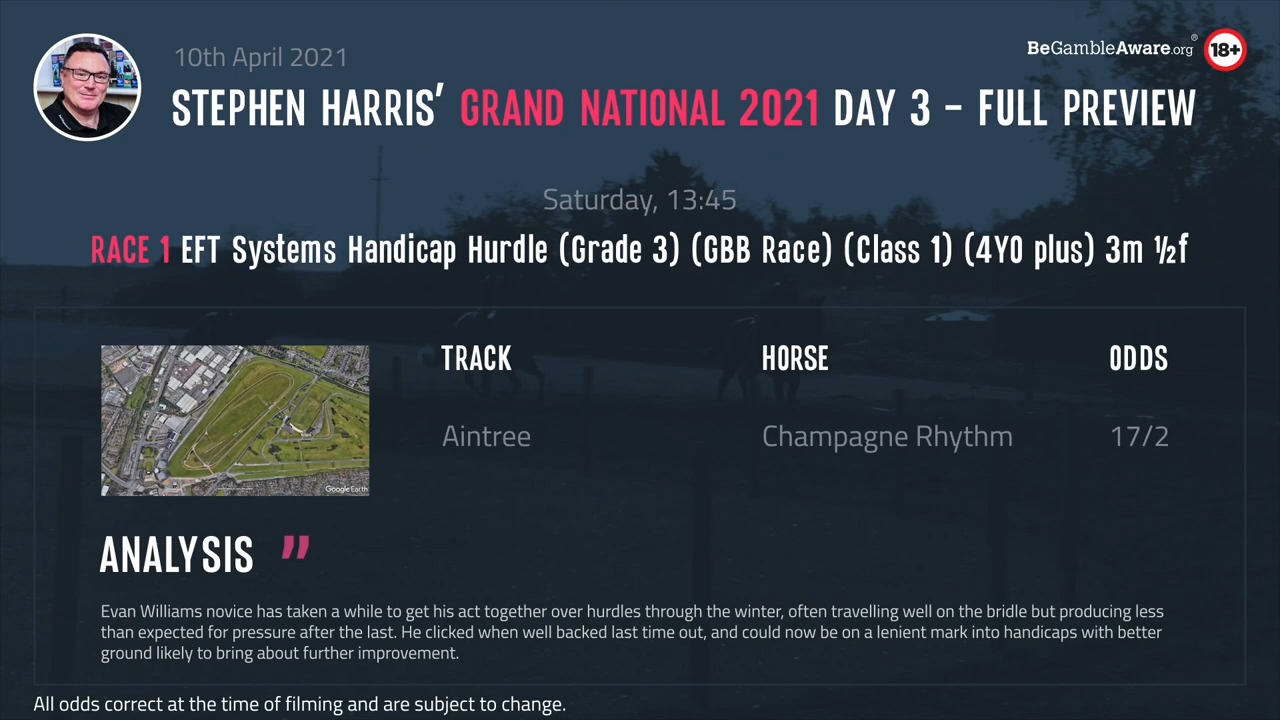 10th April 2021
BeGambleAware.org® 18+
STEPHEN HARRIS' GRAND NATIONAL 2021 DAY 3 - FULL PREVIEW
Saturday, 13:45
RACE 1 EFT Systems Handicap Hurdle (Grade 3) (GBB Race) (Class 1) (4YO plus) 3m ½f
TRACK HORSE ODDS
Aintree Champagne Rhythm 17/2
Google Earth
ANALYSIS "
Evan Williams novice has taken a while to get his act together over hurdles through the winter, often travelling well on the bridle but producing less
than expected for pressure after the last. He clicked when well backed last time out, and could now be on a lenient mark into handicaps with better
ground likely to bring about further improvement.
All odds correct at the time of filming and are subject to change.